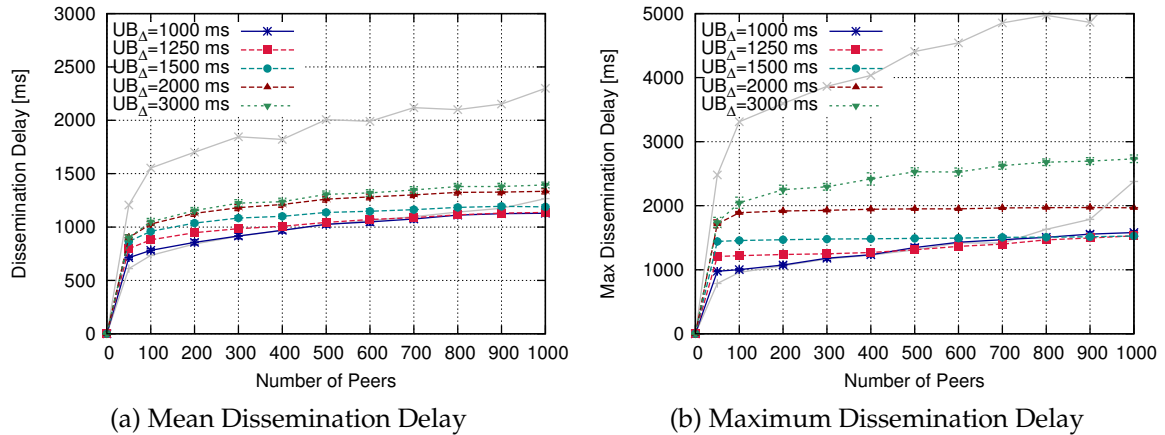 3000
2500
2000
1500
1000
500
0
Dissemination Delay [ms]
UB_Δ=1000 ms
UB_Δ=1250 ms
UB_Δ=1500 ms
UB_Δ=2000 ms
UB_Δ=3000 ms
0 100 200 300 400 500 600 700 800 900 1000
Number of Peers
(a) Mean Dissemination Delay
5000
4000
3000
2000
1000
0
Max Dissemination Delay [ms]
UB_Δ=1000 ms
UB_Δ=1250 ms
UB_Δ=1500 ms
UB_Δ=2000 ms
UB_Δ=3000 ms
0 100 200 300 400 500 600 700 800 900 1000
Number of Peers
(b) Maximum Dissemination Delay